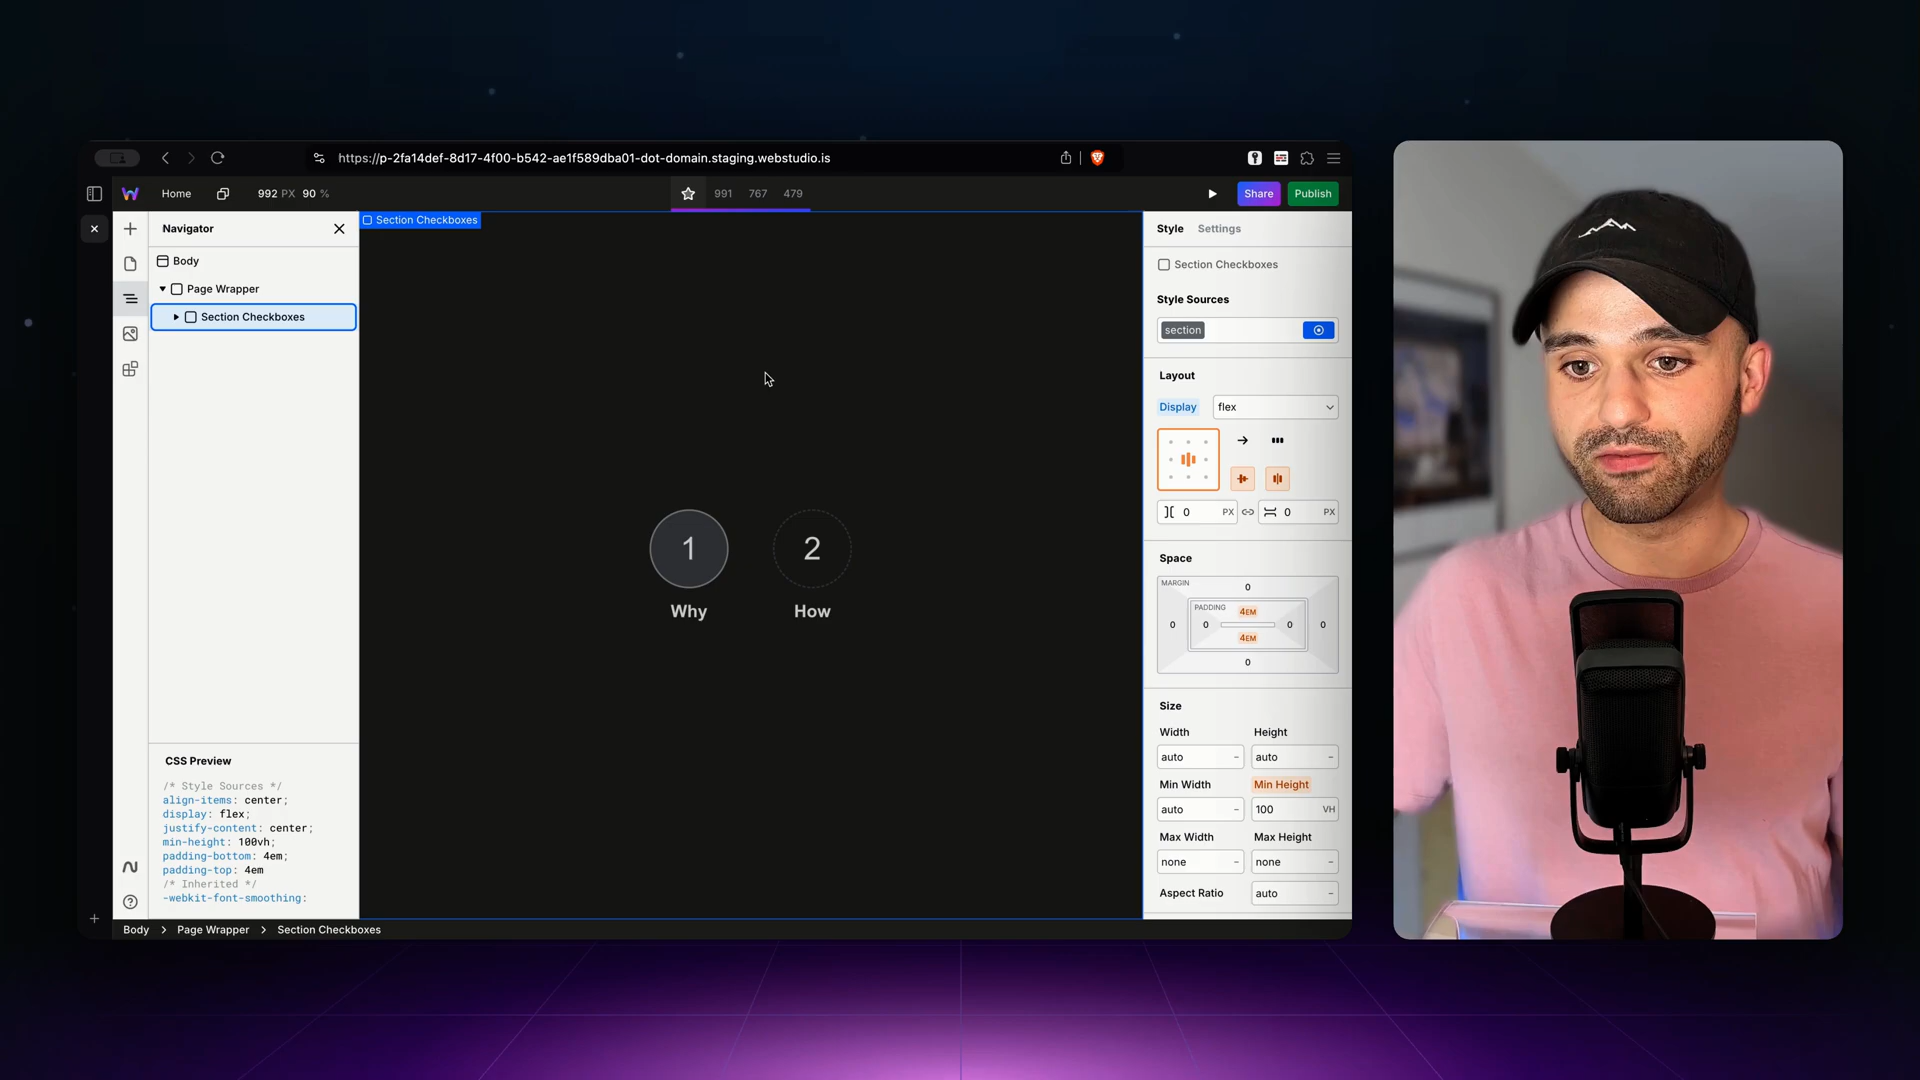 https://p-2fa14def-8d17-4f00-b542-ae1f589dba01-dot-domain.staging.webstudio.is
Home 992 PX 90 % 991 767 479 Share Publish
Navigator
Body
Page Wrapper
Section Checkboxes
CSS Preview
/* Style Sources */
align-items: center;
display: flex;
justify-content: center;
min-height: 100vh;
padding-bottom: 4em;
padding-top: 4em
/* Inherited */
-webkit-font-smoothing:
Section Checkboxes
1 2
Why How
Style Settings
Section Checkboxes
Style Sources
section
Layout
Display flex
0 PX 0 PX
Space
MARGIN
0
PADDING 4EM
0 0 0 0
4EM
0
Size
Width Height
auto auto
Min Width Min Height
auto 100 VH
Max Width Max Height
none none
Aspect Ratio auto
Body Page Wrapper Section Checkboxes